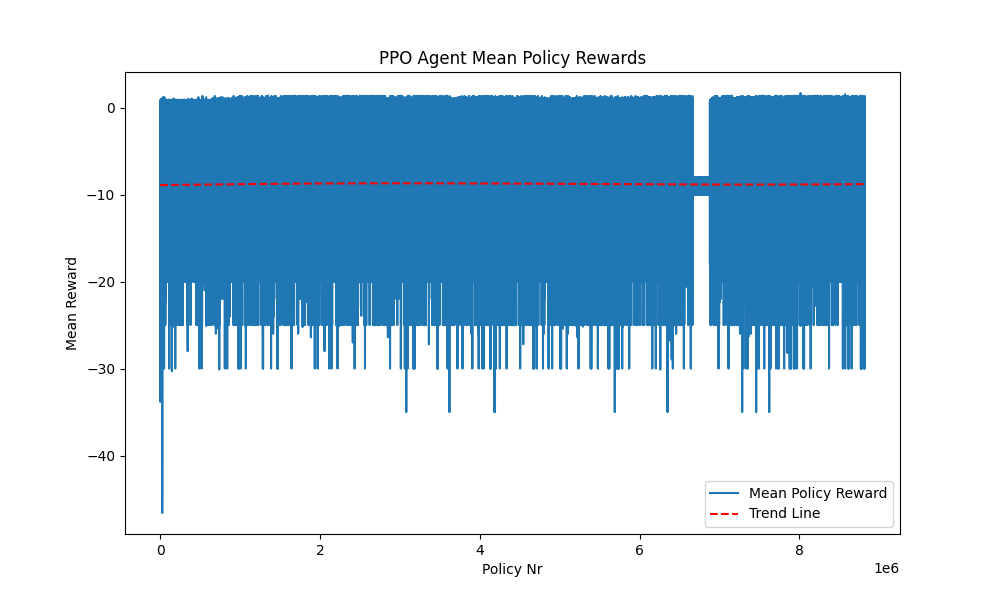 PPO Agent Mean Policy Rewards
Mean Reward
0
−10
−20
−30
−40
0
2
4
6
8
1e6
Policy Nr
Mean Policy Reward
Trend Line